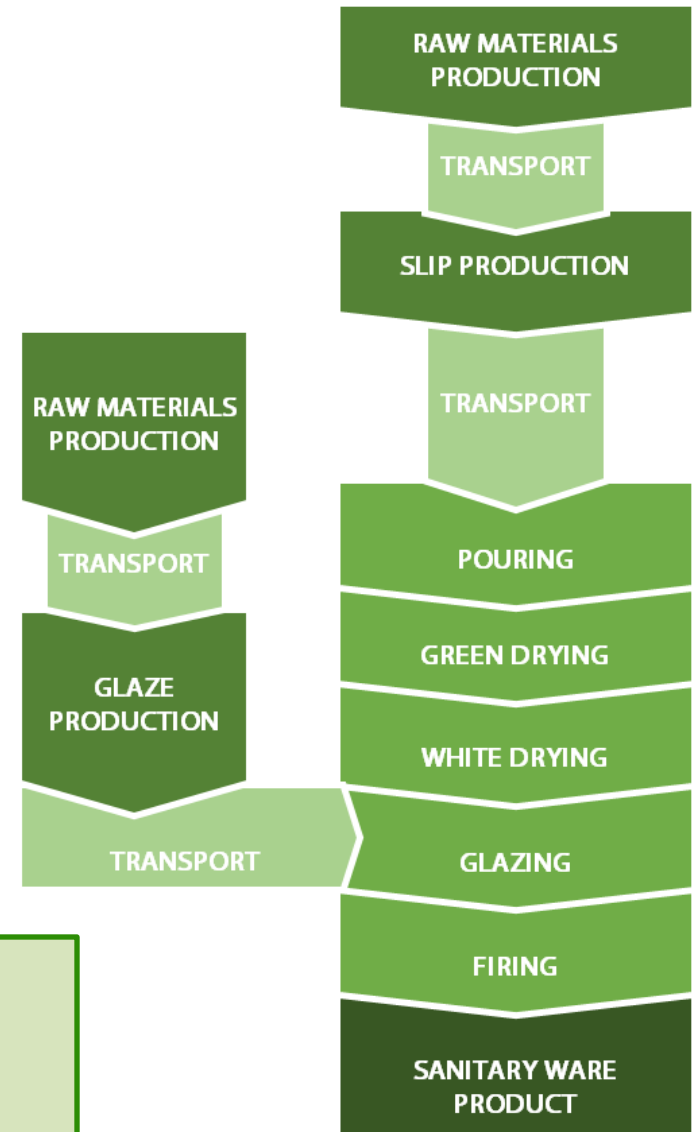 RAW MATERIALS
PRODUCTION
TRANSPORT
SLIP PRODUCTION
TRANSPORT
RAW MATERIALS
PRODUCTION
TRANSPORT
GLAZE
PRODUCTION
TRANSPORT
POURING
GREEN DRYING
WHITE DRYING
GLAZING
FIRING
SANITARY WARE
PRODUCT